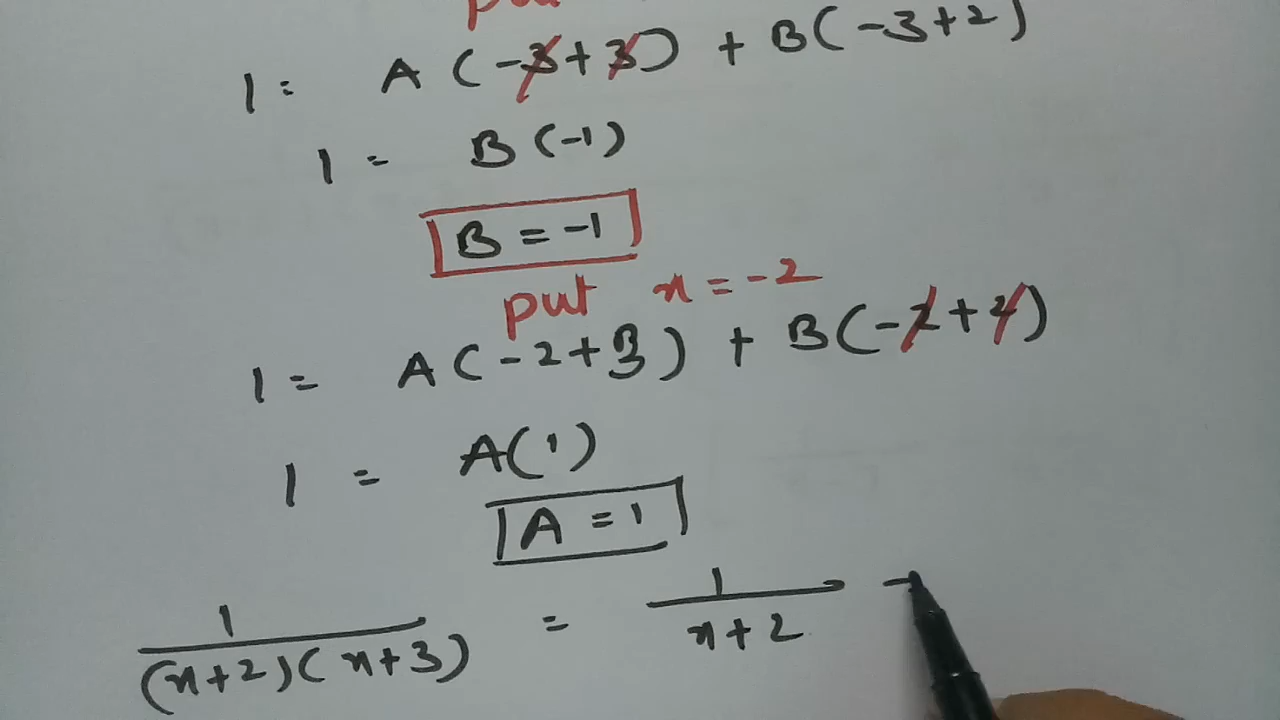 put
1 = A (-3+3) + B(-3+2)
1 = B (-1)
B = -1
put x = -2
1 = A(-2+3) + B(-2+2)
1 = A(1)
A = 1
1/(x+2)(x+3) = 1/x+2 -